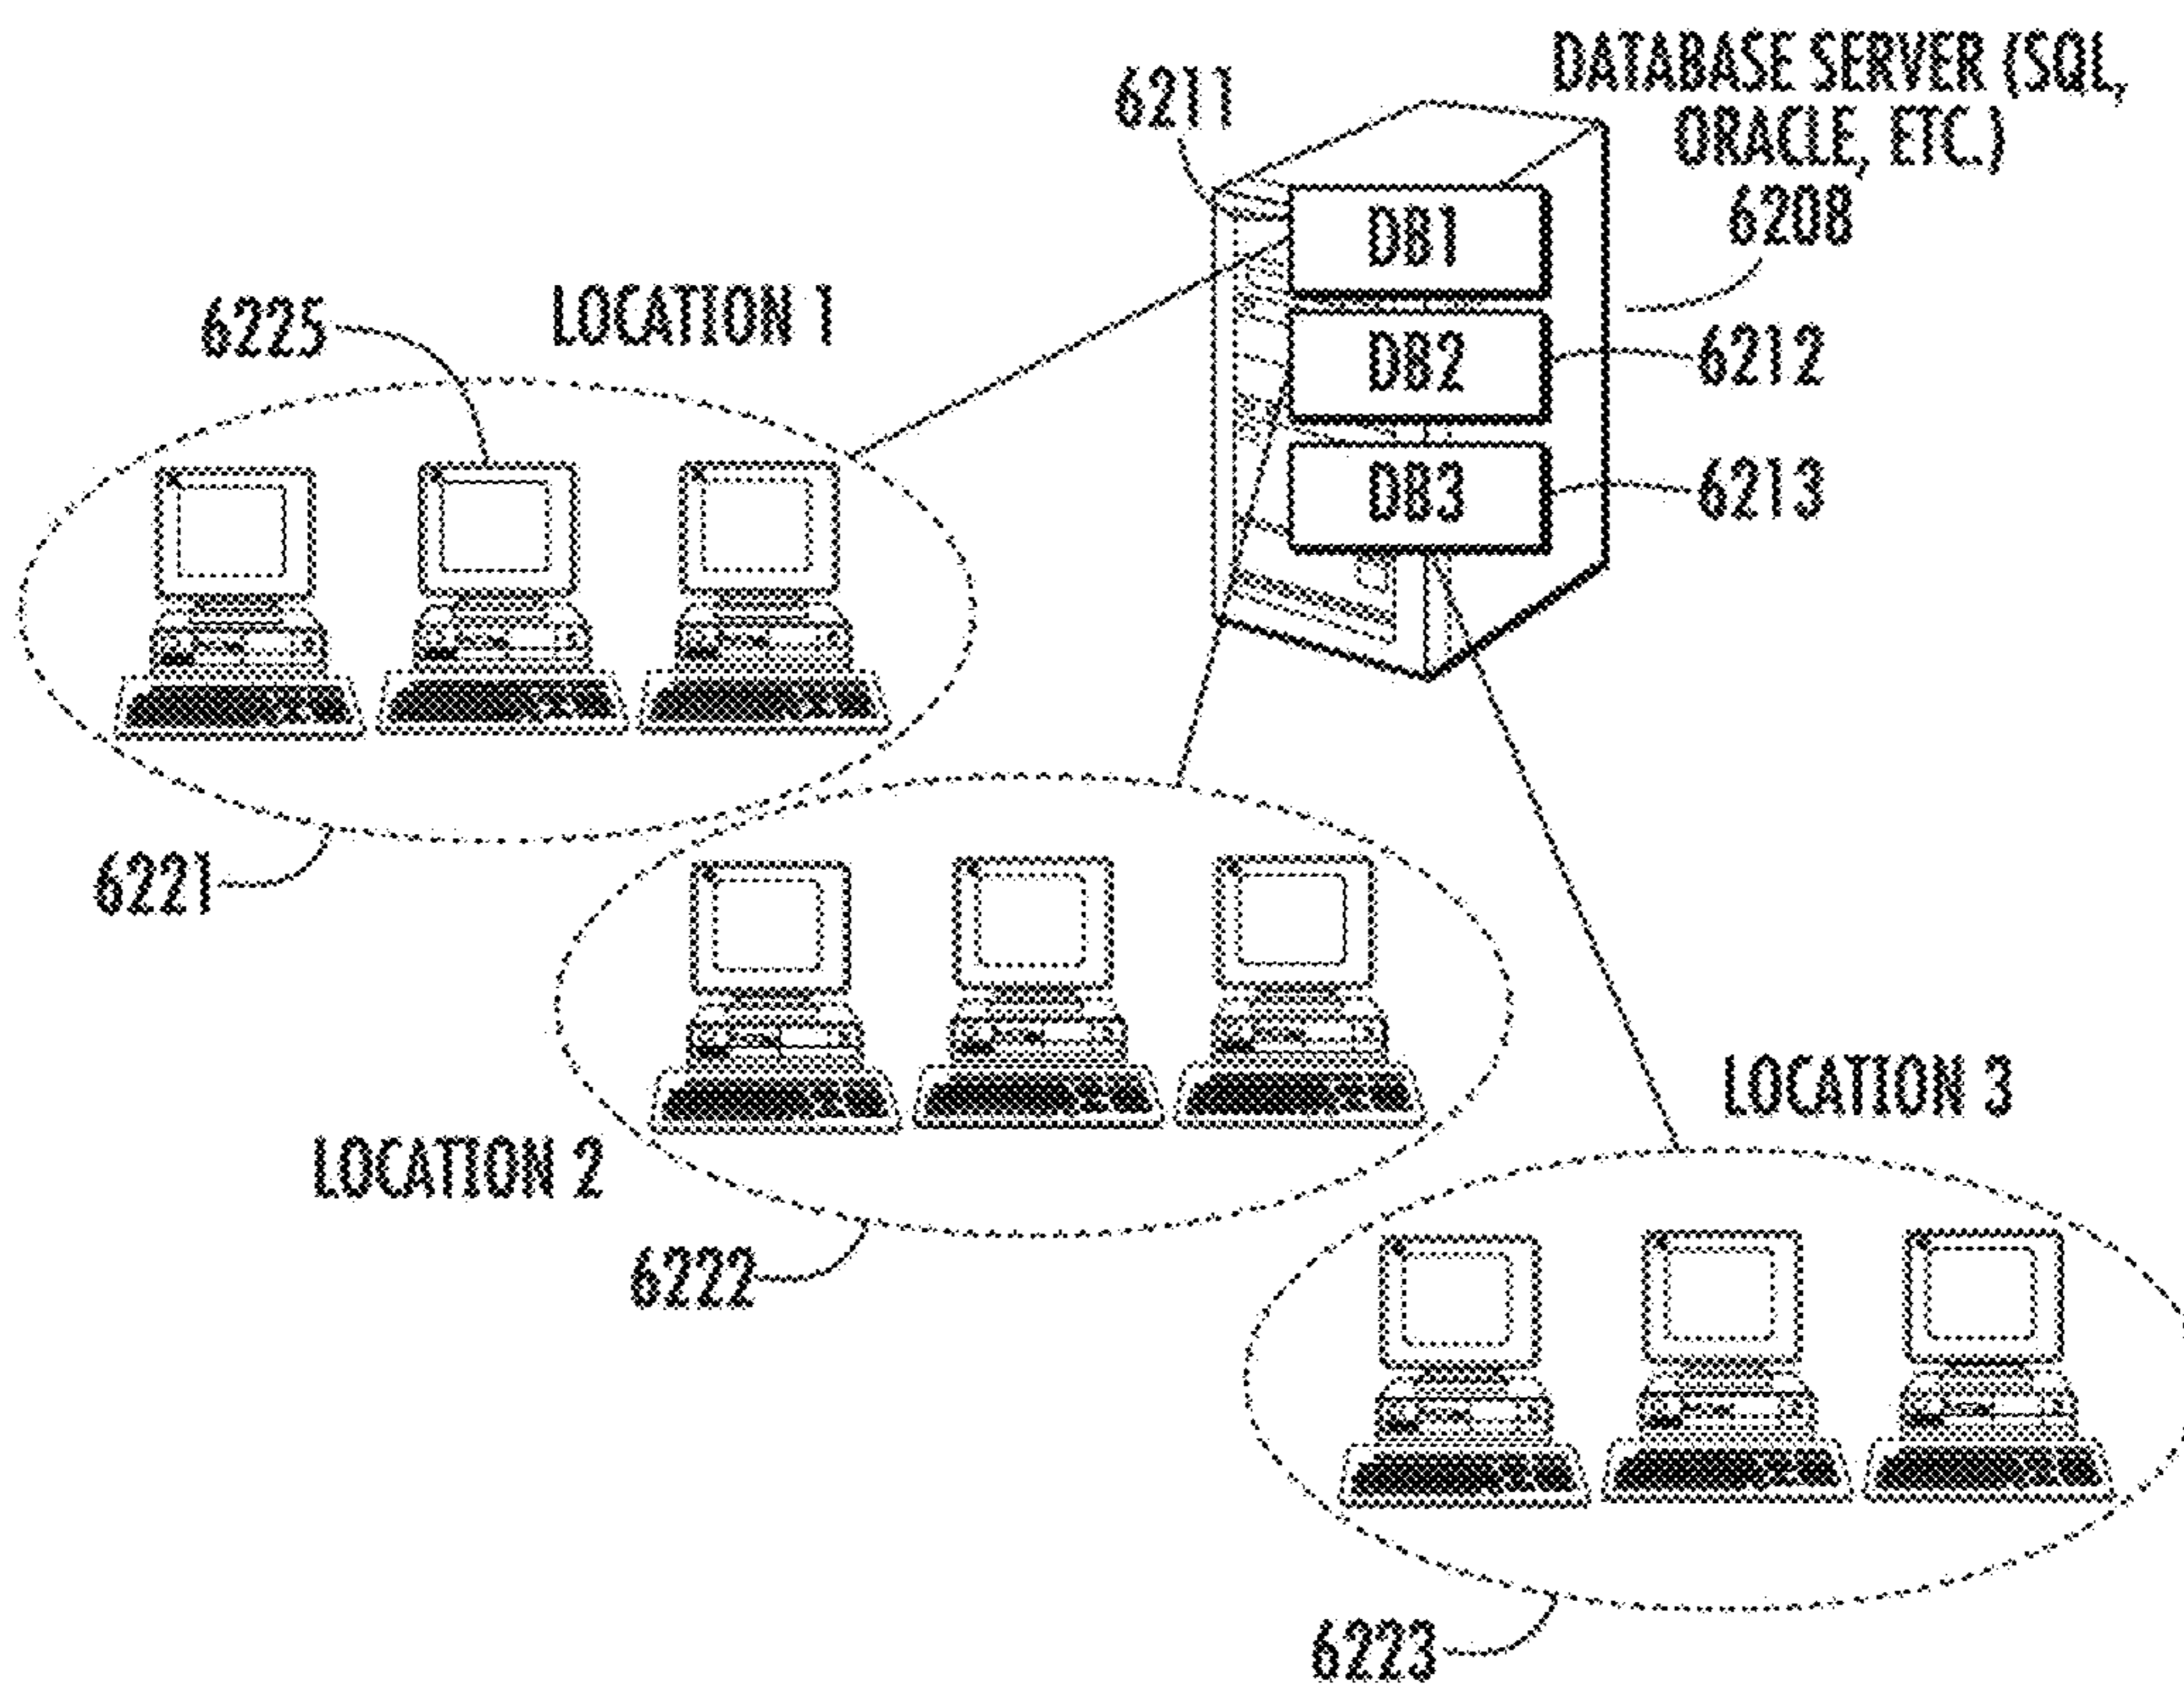 DATABASE SERVER (SQL,
ORACLE, ETC.)
6211
6208
DB1
LOCATION 1
6225
DB2
6212
DB3
6213
6221
LOCATION 2
6222
LOCATION 3
6223